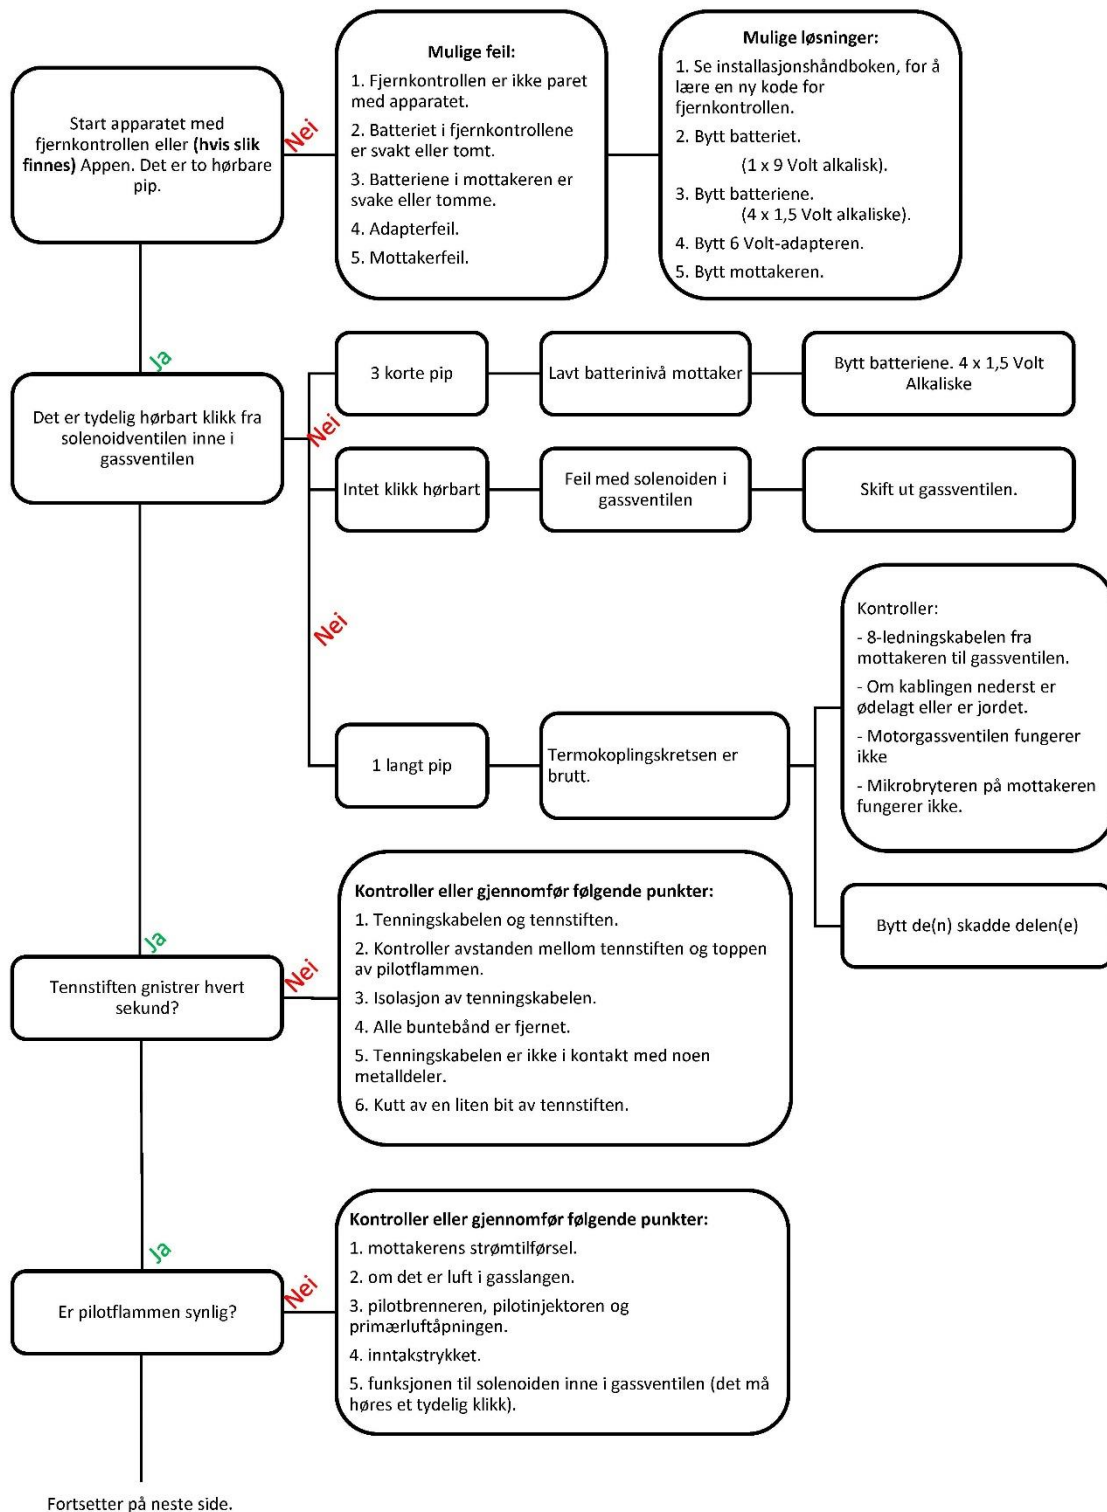 Start apparatet med
fjernkontrollen eller (hvis slik
finnes) Appen. Det er to hørbare
pip.
Nei
Mulige feil:
1. Fjernkontrollen er ikke paret
med apparatet.
2. Batteriet i fjernkontrollene
er svakt eller tomt.
3. Batteriene i mottakeren er
svake eller tomme.
4. Adapterfeil.
5. Mottakerfeil.
Mulige løsninger:
1. Se installasjonshåndboken, for å
lære en ny kode for
fjernkontrollen.
2. Bytt batteriet.
(1 x 9 Volt alkalisk).
3. Bytt batteriene.
(4 x 1,5 Volt alkaliske).
4. Bytt 6 Volt-adapteren.
5. Bytt mottakeren.
Ja
Det er tydelig hørbart klikk fra
solenoidventilen inne i
gassventilen
Nei
3 korte pip
Lavt batterinivå mottaker
Bytt batteriene. 4 x 1,5 Volt
Alkaliske
Intet klikk hørbart
Feil med solenoiden i
gassventilen
Skift ut gassventilen.
Nei
1 langt pip
Termokoplingskretsen er
brutt.
Kontroller:
- 8-ledningskabelen fra
mottakeren til gassventilen.
- Om kablingen nederst er
ødelagt eller er jordet.
- Motorgassventilen fungerer
ikke
- Mikrobryteren på mottakeren
fungerer ikke.
Bytt de(n) skadde delen(e)
Ja
Tennstiften gnistrer hvert
sekund?
Nei
Kontroller eller gjennomfør følgende punkter:
1. Tenningskabelen og tennstiften.
2. Kontroller avstanden mellom tennstiften og toppen
av pilotflammen.
3. Isolasjon av tenningskabelen.
4. Alle buntebånd er fjernet.
5. Tenningskabelen er ikke i kontakt med noen
metalldeler.
6. Kutt av en liten bit av tennstiften.
Ja
Er pilotflammen synlig?
Nei
Kontroller eller gjennomfør følgende punkter:
1. mottakerens strømtilførsel.
2. om det er luft i gasslangen.
3. pilotbrenneren, pilotinjektoren og
primærluftåpningen.
4. inntakstrykket.
5. funksjonen til solenoiden inne i gassventilen (det må
høres et tydelig klikk).
Fortsetter på neste side.